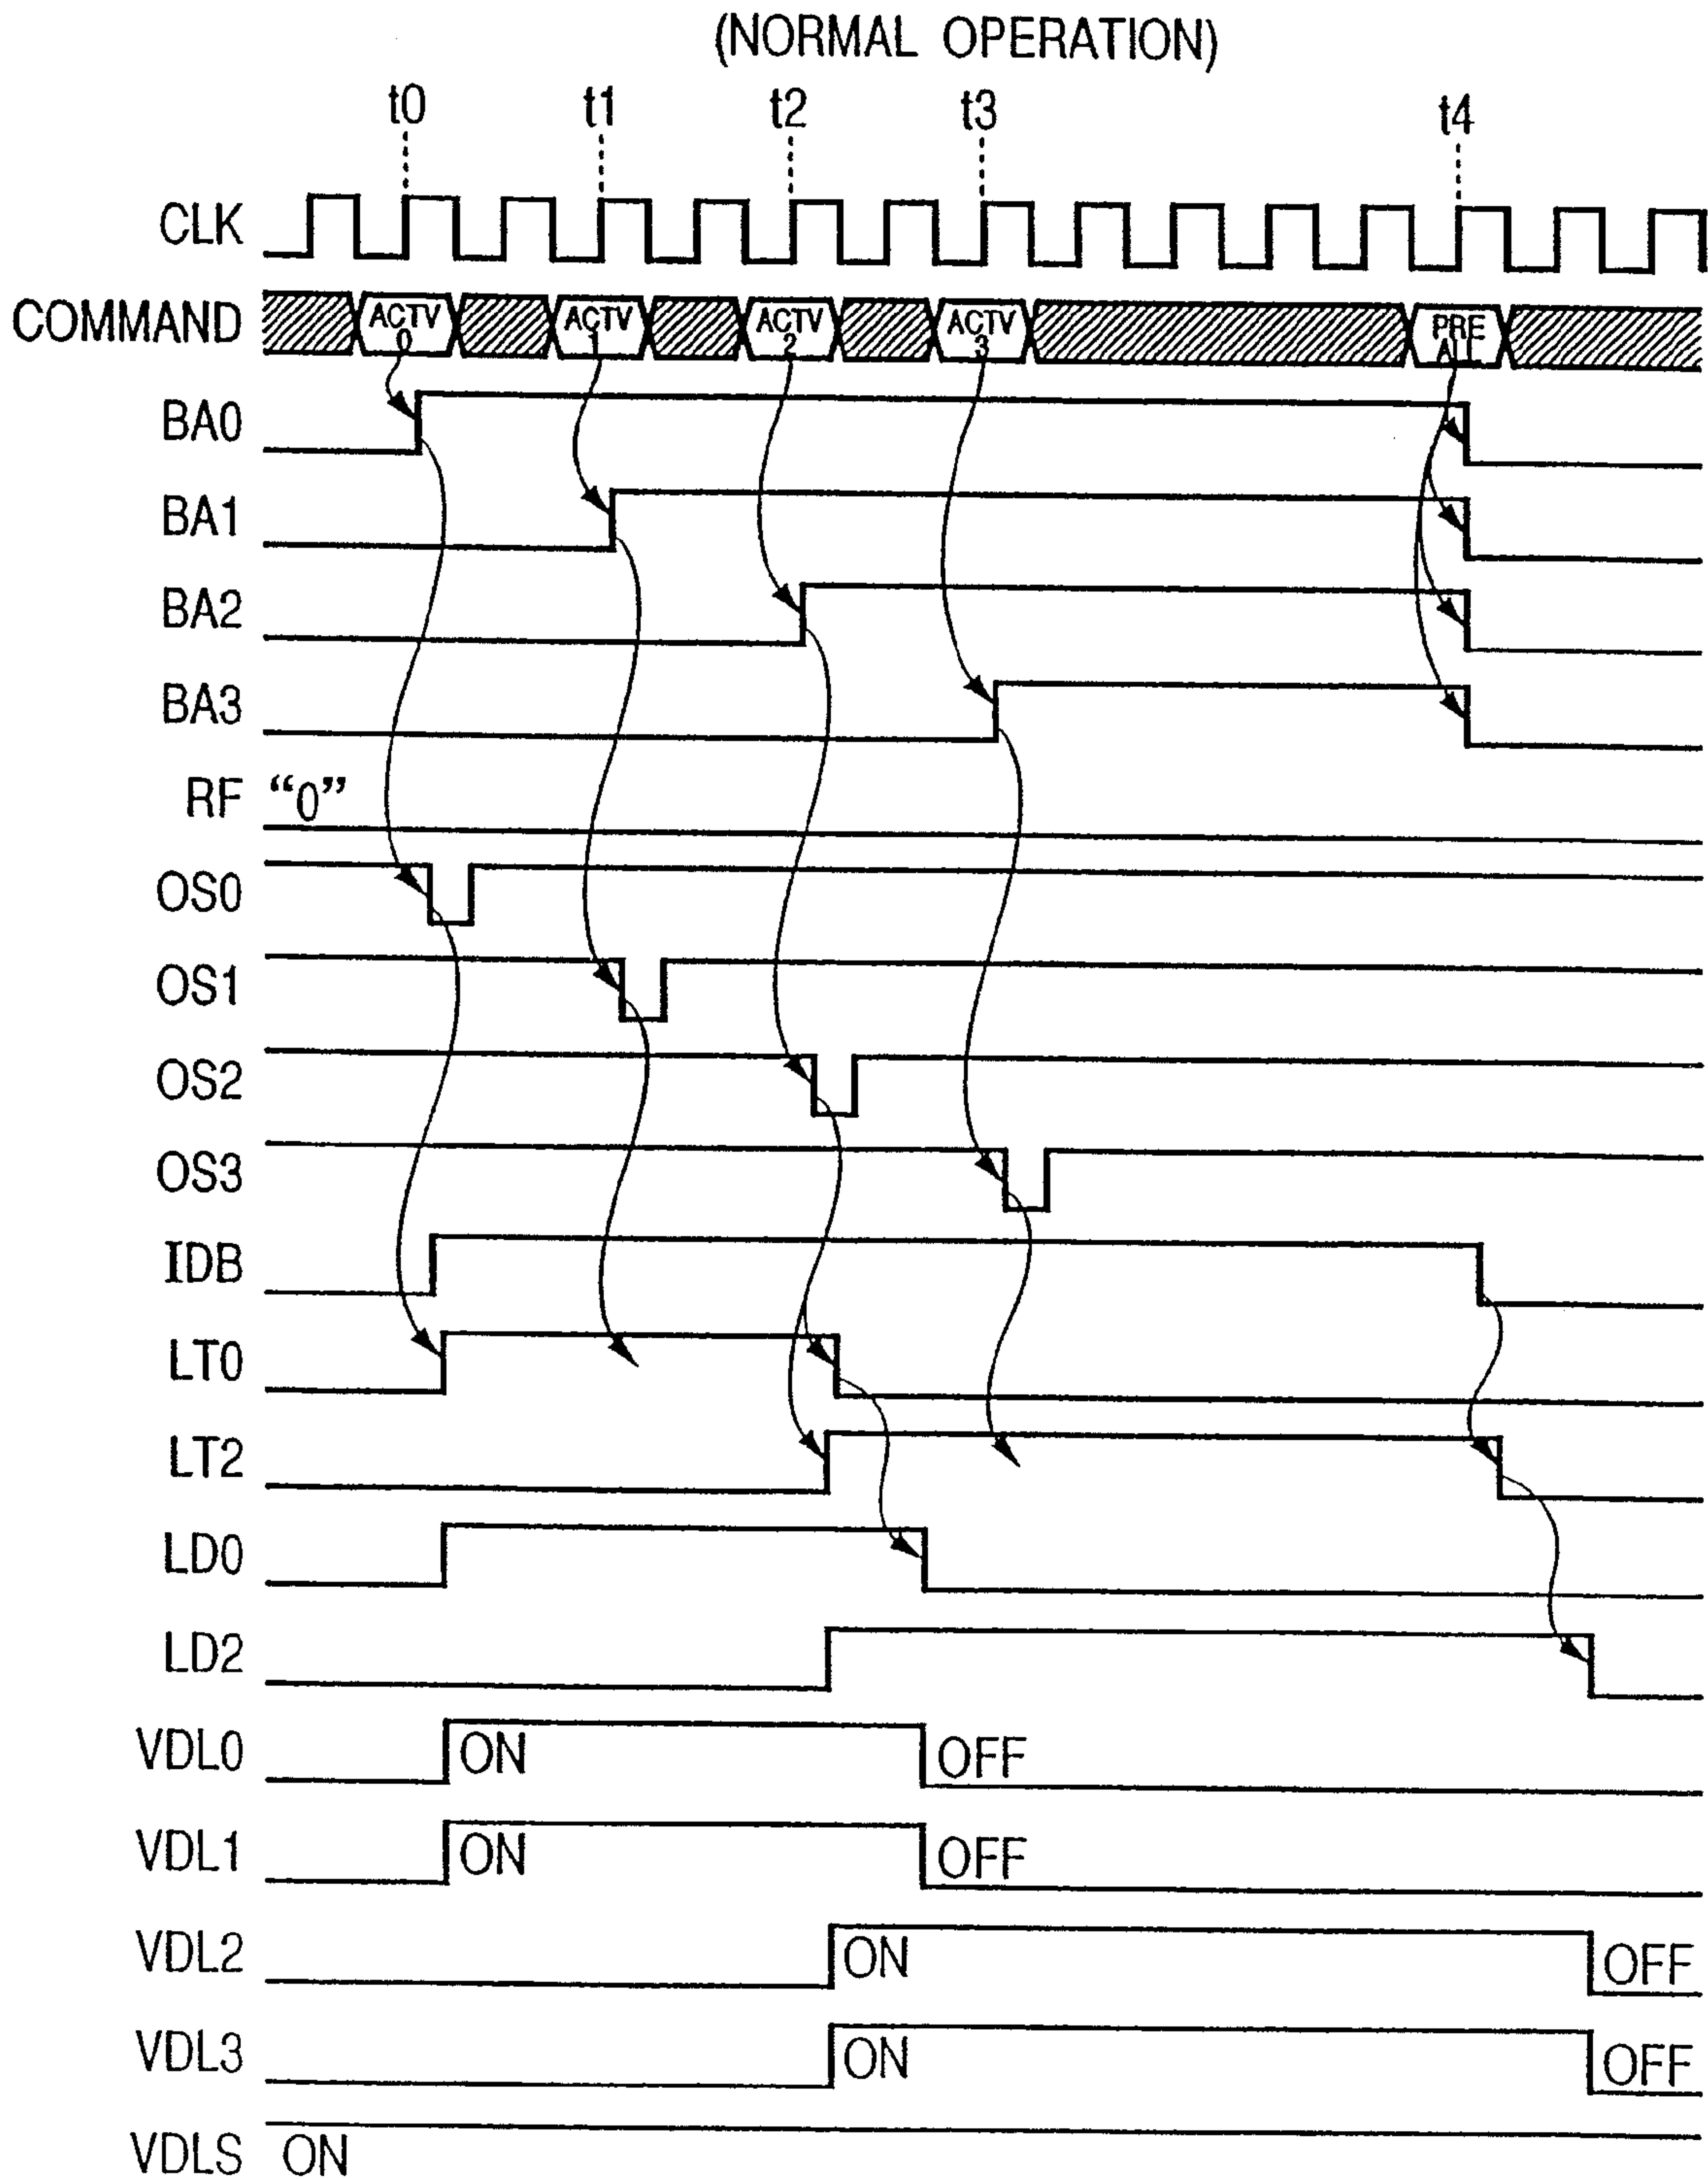 (NORMAL OPERATION)
t0 t1 t2 t3 t4
CLK
COMMAND ACTV 0 ACTV 1 ACTV 2 ACTV 3 PRE ALL
BA0
BA1
BA2
BA3
RF “0”
OS0
OS1
OS2
OS3
IDB
LT0
LT2
LD0
LD2
VDL0 ON OFF
VDL1 ON OFF
VDL2 ON OFF
VDL3 ON OFF
VDLS ON